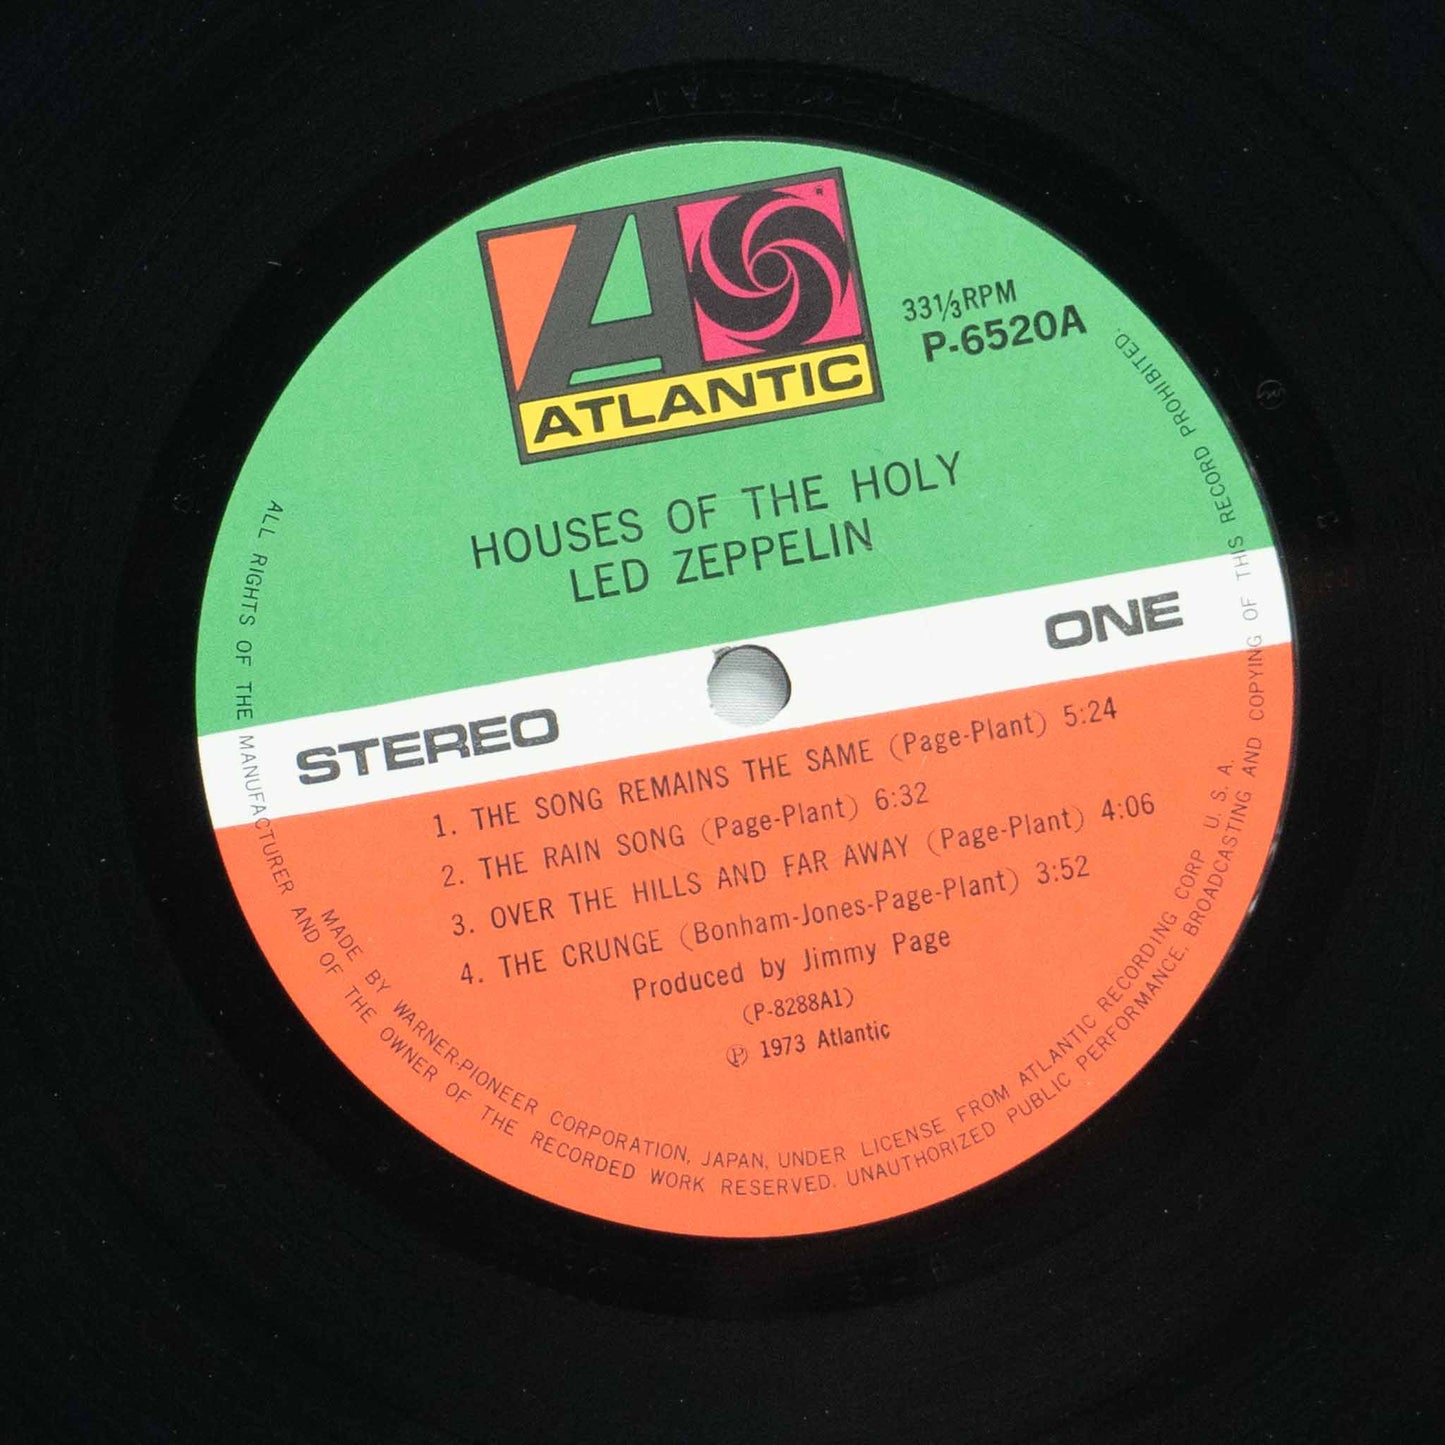 ATLANTIC
33⅓RPM
P-6520A
HOUSES OF THE HOLY
LED ZEPPELIN
STEREO
ONE
1. THE SONG REMAINS THE SAME (Page-Plant) 5:24
2. THE RAIN SONG (Page-Plant) 6:32
3. OVER THE HILLS AND FAR AWAY (Page-Plant) 4:06
4. THE CRUNGE (Bonham-Jones-Page-Plant) 3:52
Produced by Jimmy Page
(P-8288A1)
Ⓟ 1973 Atlantic
MADE BY WARNER-PIONEER CORPORATION, JAPAN, UNDER LICENSE FROM ATLANTIC RECORDING CORP. U. S. A.
ALL RIGHTS OF THE MANUFACTURER AND OF THE OWNER OF THE RECORDED WORK RESERVED. UNAUTHORIZED PUBLIC PERFORMANCE, BROADCASTING AND COPYING OF THIS RECORD PROHIBITED.